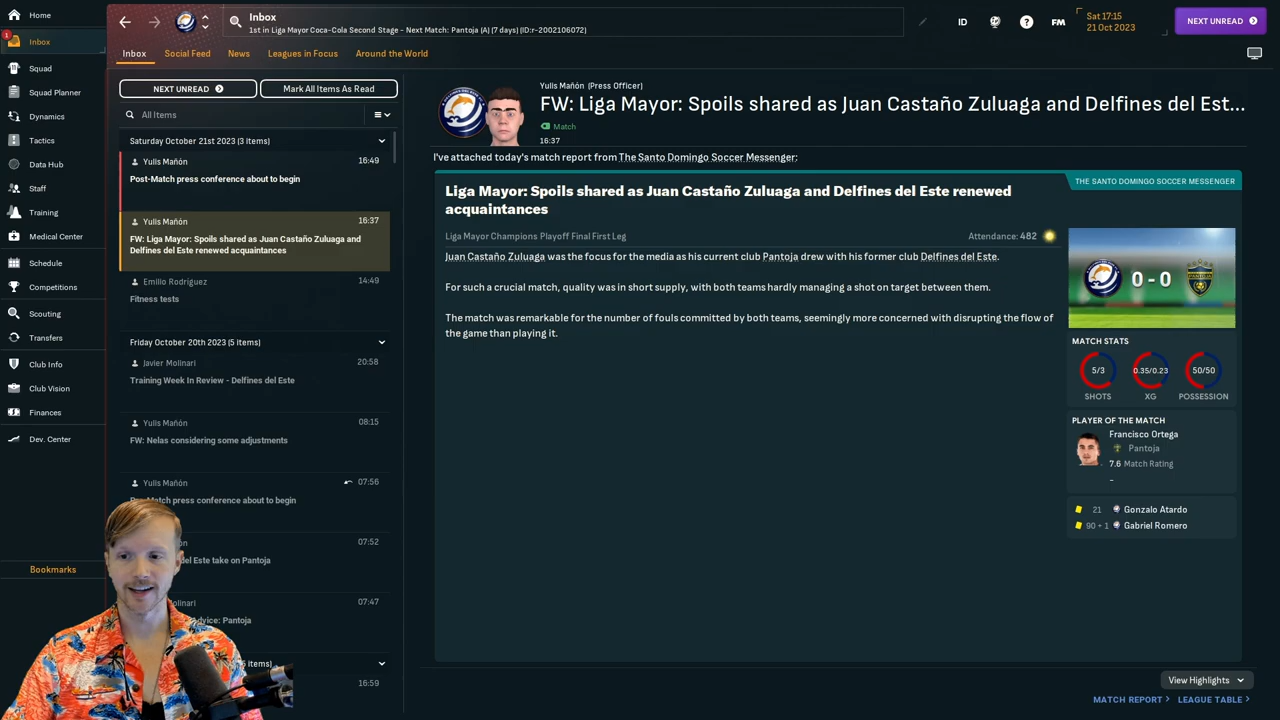 Home
Inbox
Squad
Squad Planner
Dynamics
Tactics
Data Hub
Staff
Training
Medical Center
Schedule
Competitions
Scouting
Transfers
Club Info
Club Vision
Finances
Dev. Center
Bookmarks
1
Inbox
1st in Liga Mayor Coca-Cola Second Stage - Next Match: Pantoja (A) (7 days) (ID:r-2002106072)
ID
?
FM
Sat 17:15
21 Oct 2023
NEXT UNREAD
Inbox
Social Feed
News
Leagues in Focus
Around the World
NEXT UNREAD
Mark All Items As Read
All Items
Saturday October 21st 2023 (3 items)
Yulis Mañón 16:49
Post-Match press conference about to begin
Yulis Mañón 16:37
FW: Liga Mayor: Spoils shared as Juan Castaño Zuluaga and
Delfines del Este renewed acquaintances
Emilio Rodríguez 14:49
Fitness tests
Friday October 20th 2023 (5 items)
Javier Molinari 20:58
Training Week In Review - Delfines del Este
Yulis Mañón 08:15
FW: Nelas considering some adjustments
Yulis Mañón 07:56
Match press conference about to begin
07:52
del Este take on Pantoja
07:47
Pantoja
items)
16:59
Yulis Mañón (Press Officer)
FW: Liga Mayor: Spoils shared as Juan Castaño Zuluaga and Delfines del Est...
Match
16:37
I've attached today's match report from The Santo Domingo Soccer Messenger:
THE SANTO DOMINGO SOCCER MESSENGER
Liga Mayor: Spoils shared as Juan Castaño Zuluaga and Delfines del Este renewed
acquaintances
Liga Mayor Champions Playoff Final First Leg
Attendance: 482
Juan Castaño Zuluaga was the focus for the media as his current club Pantoja drew with his former club Delfines del Este.
For such a crucial match, quality was in short supply, with both teams hardly managing a shot on target between them.
The match was remarkable for the number of fouls committed by both teams, seemingly more concerned with disrupting the flow of
the game than playing it.
0 - 0
PANTOJA
MATCH STATS
5/3
0.35/0.23
50/50
SHOTS
XG
POSSESSION
PLAYER OF THE MATCH
Francisco Ortega
Pantoja
7.6 Match Rating
-
21 Gonzalo Atardo
90 + 1 Gabriel Romero
View Highlights
MATCH REPORT
LEAGUE TABLE